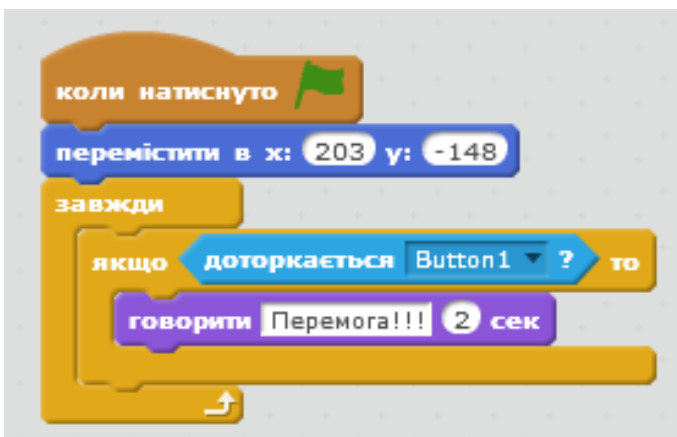 коли натиснуто
перемістити в x: 203 y: -148
завжди
якщо доторкається Button1 ? то
говорити Перемога!!! 2 сек